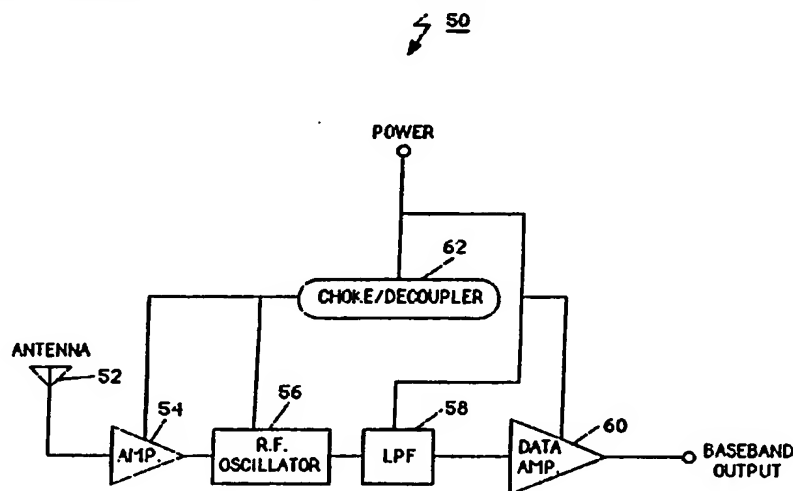 50
POWER
62
CHOKE/DECOUPLER
ANTENNA
52
54
56
58
60
AMP.
R.F.
OSCILLATOR
LPF
DATA
AMP.
BASEBAND
OUTPUT